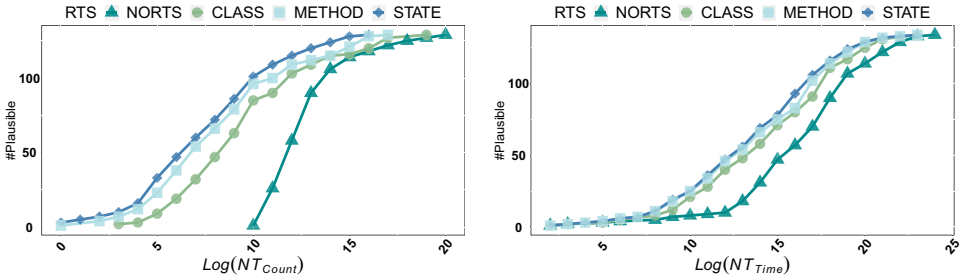 RTS NORTS CLASS METHOD STATE
#Plausible
100
50
0
0 5 10 15 20
Log(NT_Count)
RTS NORTS CLASS METHOD STATE
#Plausible
100
50
0
5 10 15 20 25
Log(NT_Time)